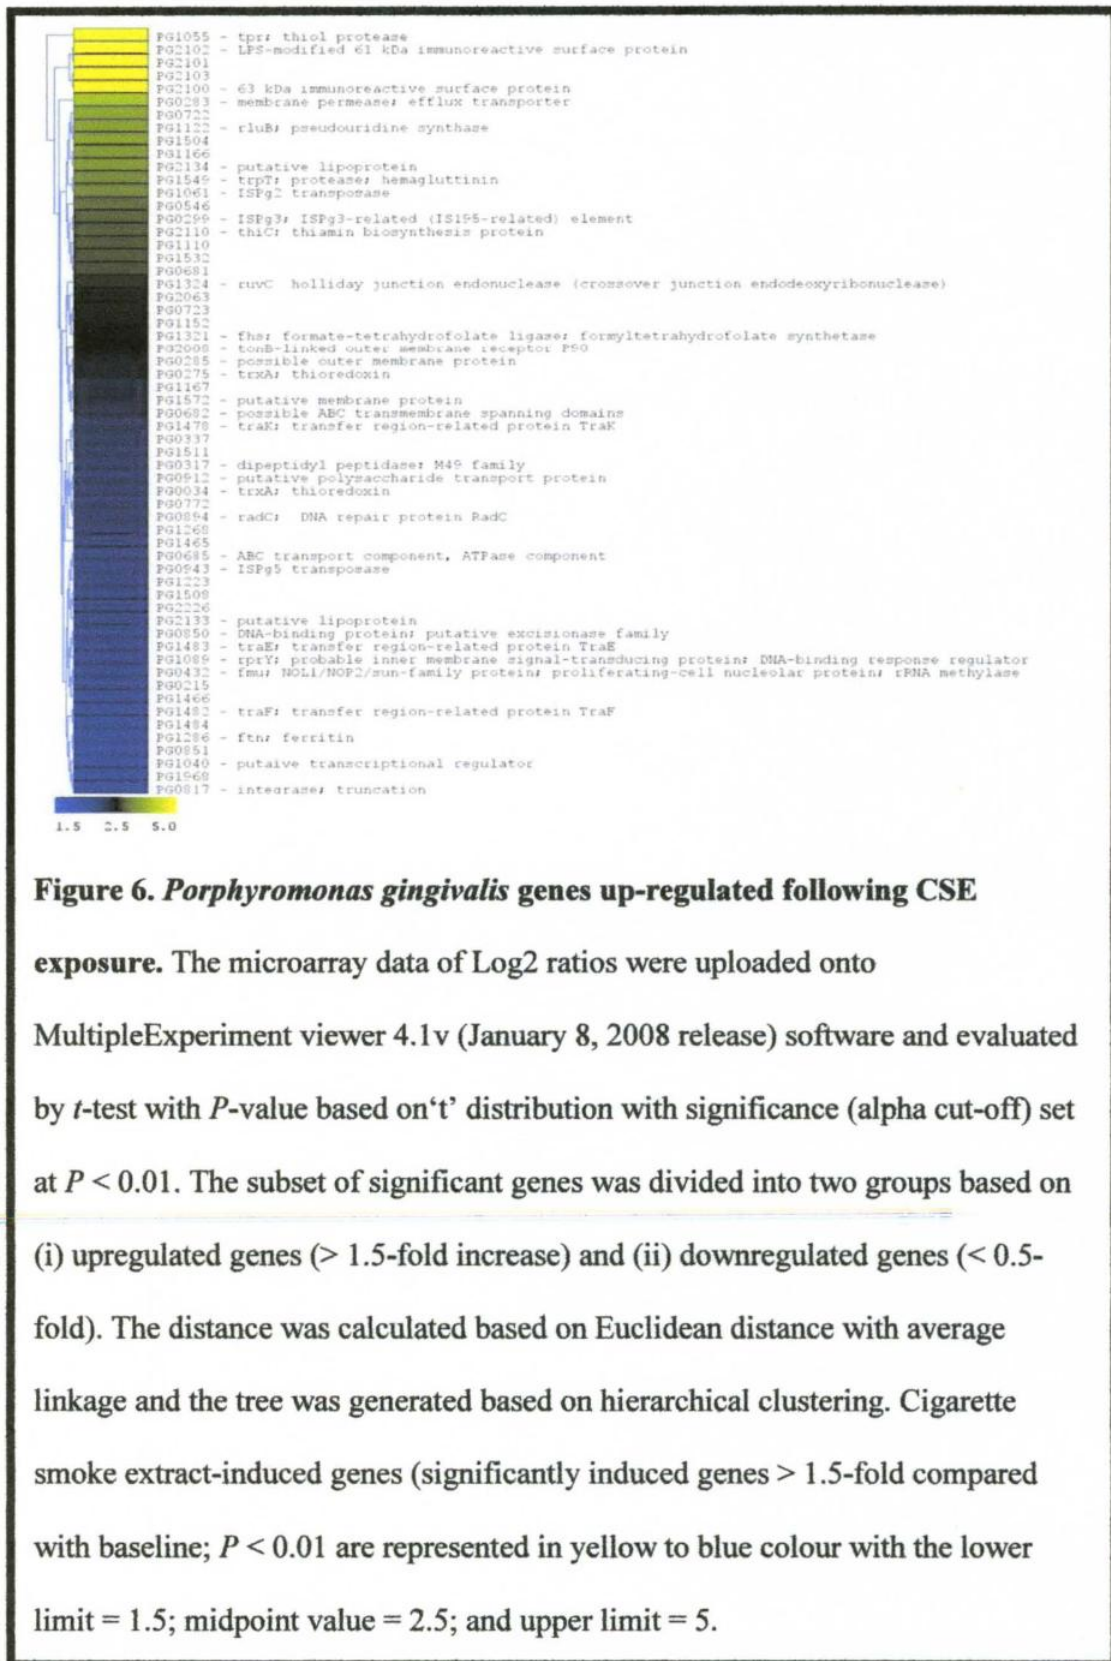 PG1055 - tpr; thiol protease
PG2102 - LPS-modified 61 kDa immunoreactive surface protein
PG2101
PG2103
PG2100 - 63 kDa immunoreactive surface protein
PG0283 - membrane permease; efflux transporter
PG0722
PG1122 - rluB; pseudouridine synthase
PG1504
PG1166
PG2134 - putative lipoprotein
PG1549 - trpT; protease; hemagluttinin
PG1061 - ISPg2 transposase
PG0546
PG0299 - ISPg3; ISPg3-related (IS195-related) element
PG2110 - thiC; thiamin biosynthesis protein
PG1110
PG1532
PG0681
PG1324 - ruvC holliday junction endonuclease (crossover junction endodeoxyribonuclease)
PG2063
PG0723
PG1152
PG1321 - fhs; formate-tetrahydrofolate ligase; formyltetrahydrofolate synthetase
PG2008 - tonB-linked outer membrane receptor P90
PG0285 - possible outer membrane protein
PG0275 - trxA; thioredoxin
PG1167
PG1572 - putative membrane protein
PG0682 - possible ABC transmembrane spanning domains
PG1478 - traK; transfer region-related protein TraK
PG0337
PG1511
PG0317 - dipeptidyl peptidase; M49 family
PG0912 - putative polysaccharide transport protein
PG0034 - trxA; thioredoxin
PG0772
PG0894 - radC; DNA repair protein RadC
PG1268
PG1465
PG0685 - ABC transport component, ATPase component
PG0943 - ISPg5 transposase
PG1223
PG1508
PG2226
PG2133 - putative lipoprotein
PG0850 - DNA-binding protein; putative excisionase family
PG1483 - traE; transfer region-related protein TraE
PG1089 - rprY; probable inner membrane signal-transducing protein; DNA-binding response regulator
PG0432 - fmu; NOL1/NOP2/sun-family protein; proliferating-cell nucleolar protein; rRNA methylase
PG0215
PG1466
PG1482 - traF; transfer region-related protein TraF
PG1484
PG1286 - ftn; ferritin
PG0851
PG1040 - putaive transcriptional regulator
PG1968
PG0817 - integrase; truncation
1.5 2.5 5.0
Figure 6. Porphyromonas gingivalis genes up-regulated following CSE
exposure. The microarray data of Log2 ratios were uploaded onto
MultipleExperiment viewer 4.1v (January 8, 2008 release) software and evaluated
by t-test with P-value based on‘t’ distribution with significance (alpha cut-off) set
at P < 0.01. The subset of significant genes was divided into two groups based on
(i) upregulated genes (> 1.5-fold increase) and (ii) downregulated genes (< 0.5-
fold). The distance was calculated based on Euclidean distance with average
linkage and the tree was generated based on hierarchical clustering. Cigarette
smoke extract-induced genes (significantly induced genes > 1.5-fold compared
with baseline; P < 0.01 are represented in yellow to blue colour with the lower
limit = 1.5; midpoint value = 2.5; and upper limit = 5.